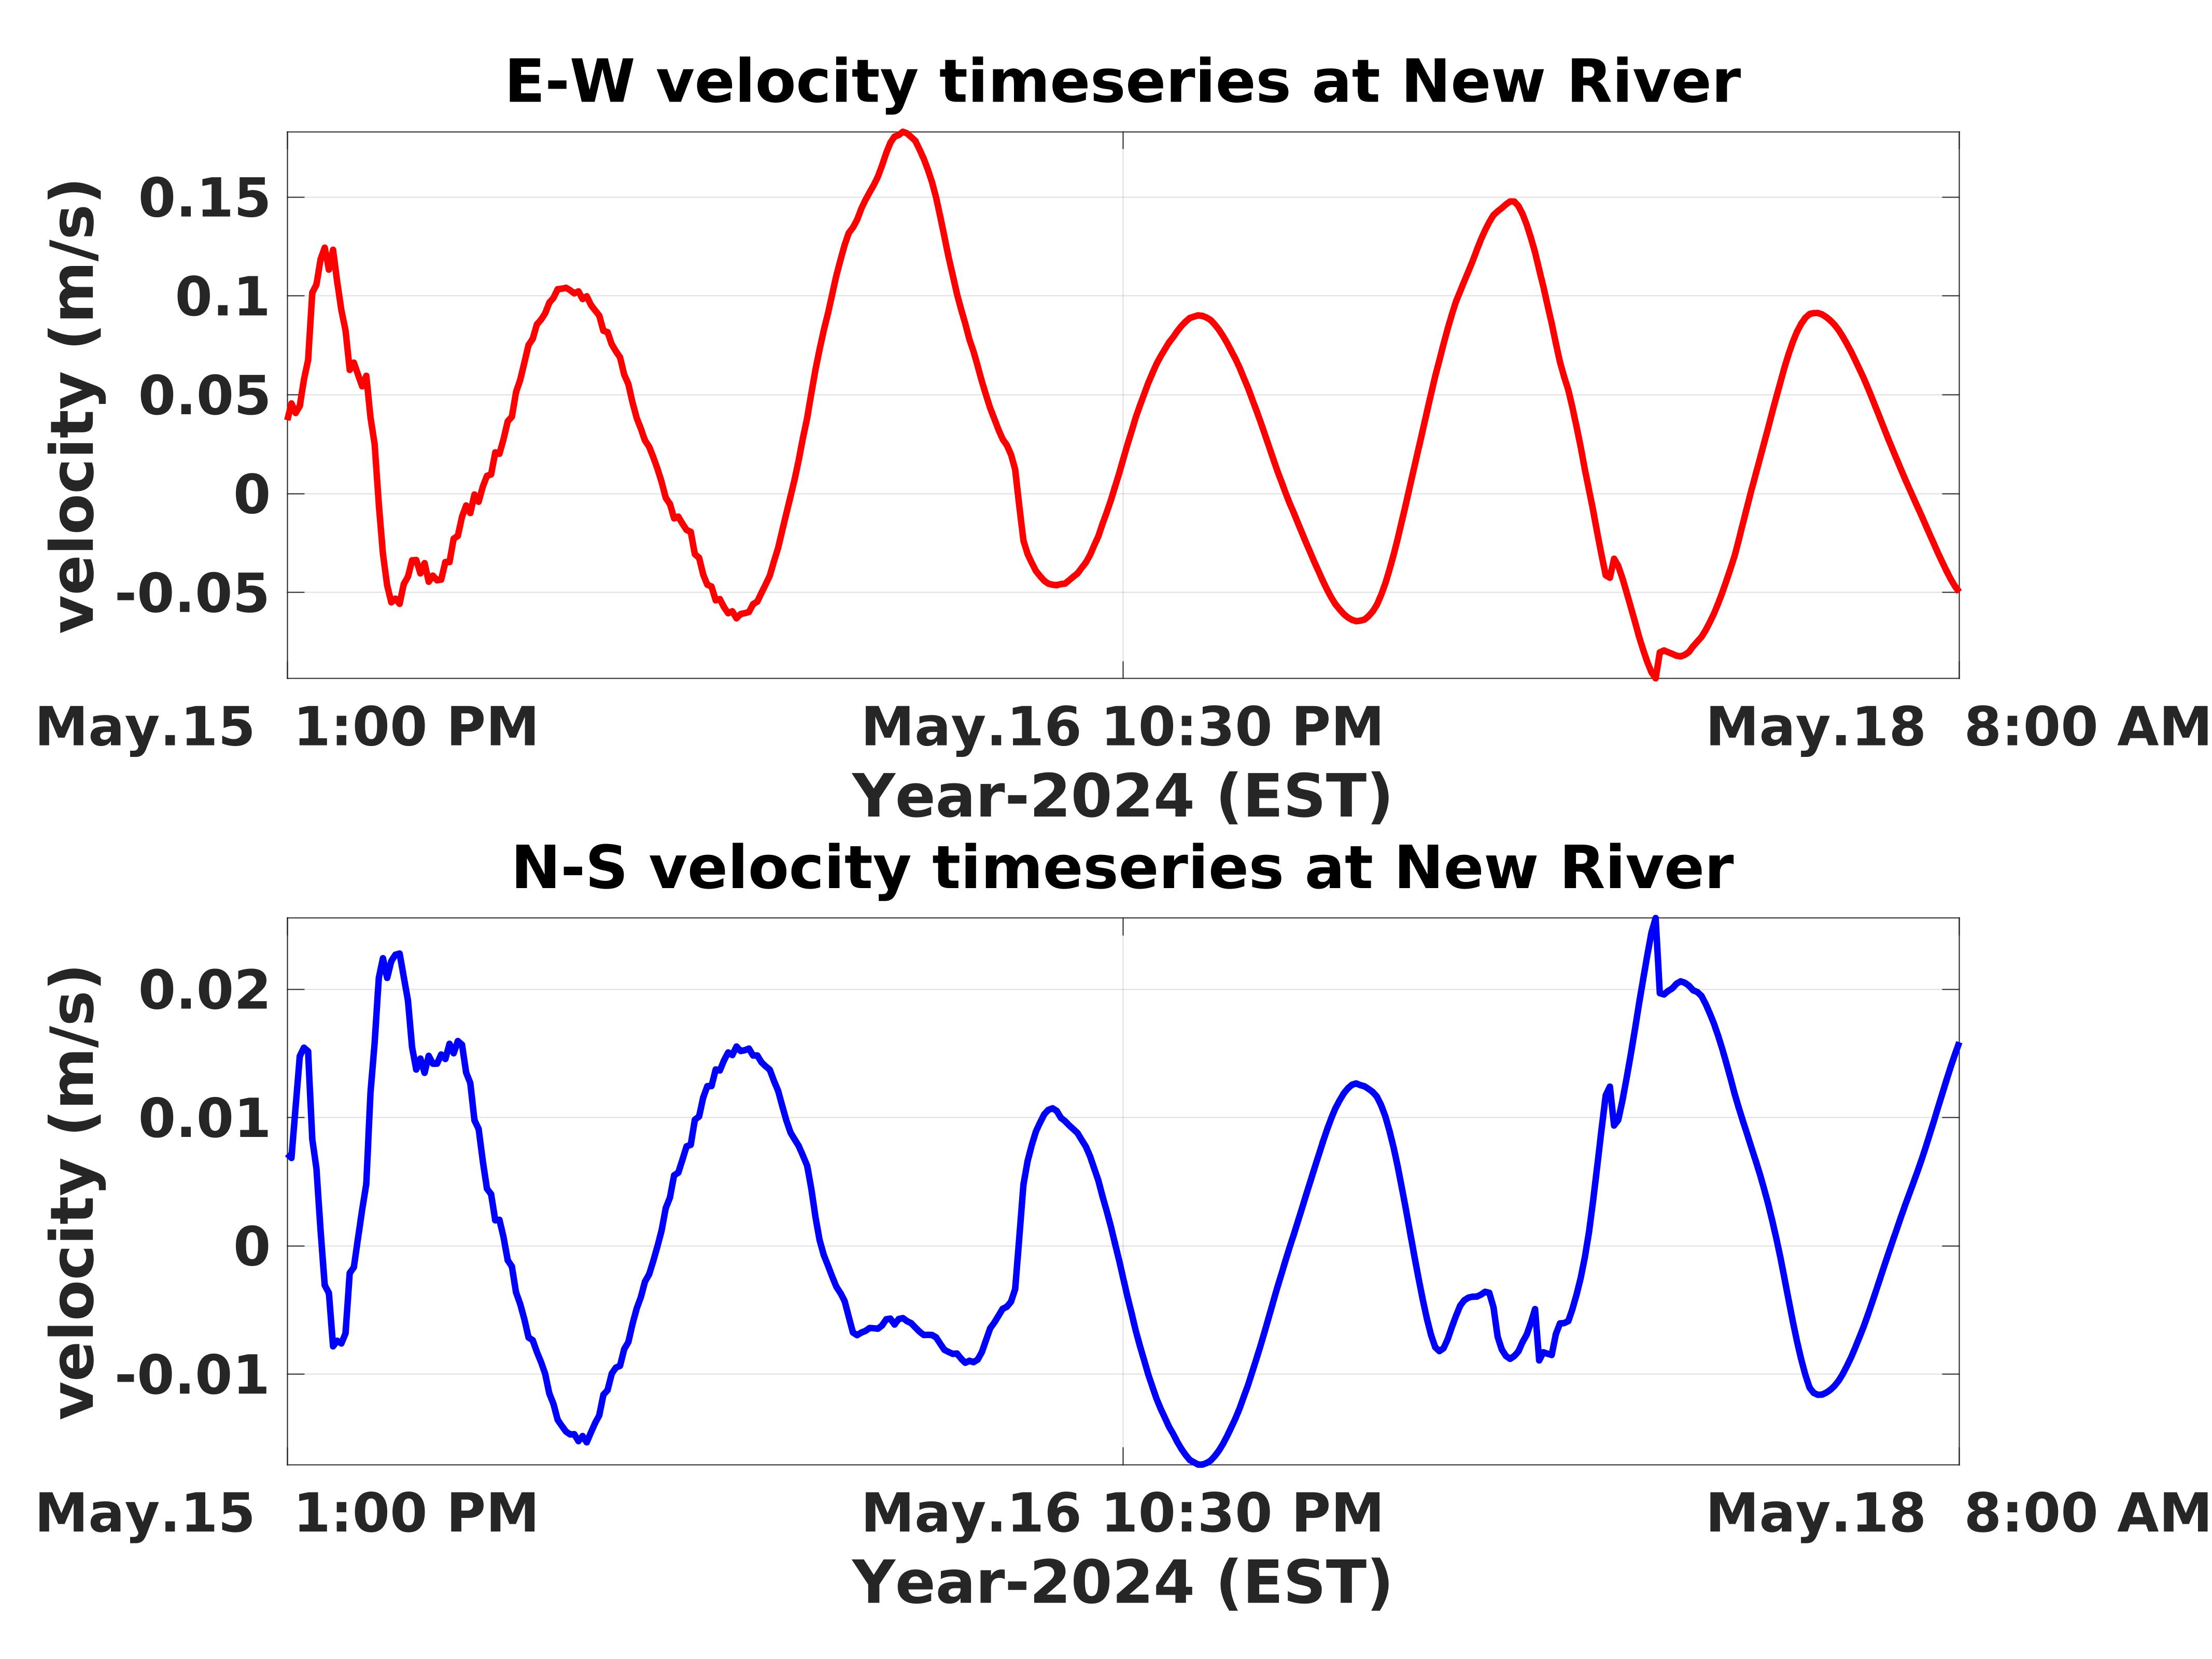 E-W velocity timeseries at New River
velocity (m/s)
0.15
0.1
0.05
0
-0.05
May.15  1:00 PM
May.16 10:30 PM
May.18  8:00 AM
Year-2024 (EST)
N-S velocity timeseries at New River
velocity (m/s)
0.02
0.01
0
-0.01
May.15  1:00 PM
May.16 10:30 PM
May.18  8:00 AM
Year-2024 (EST)